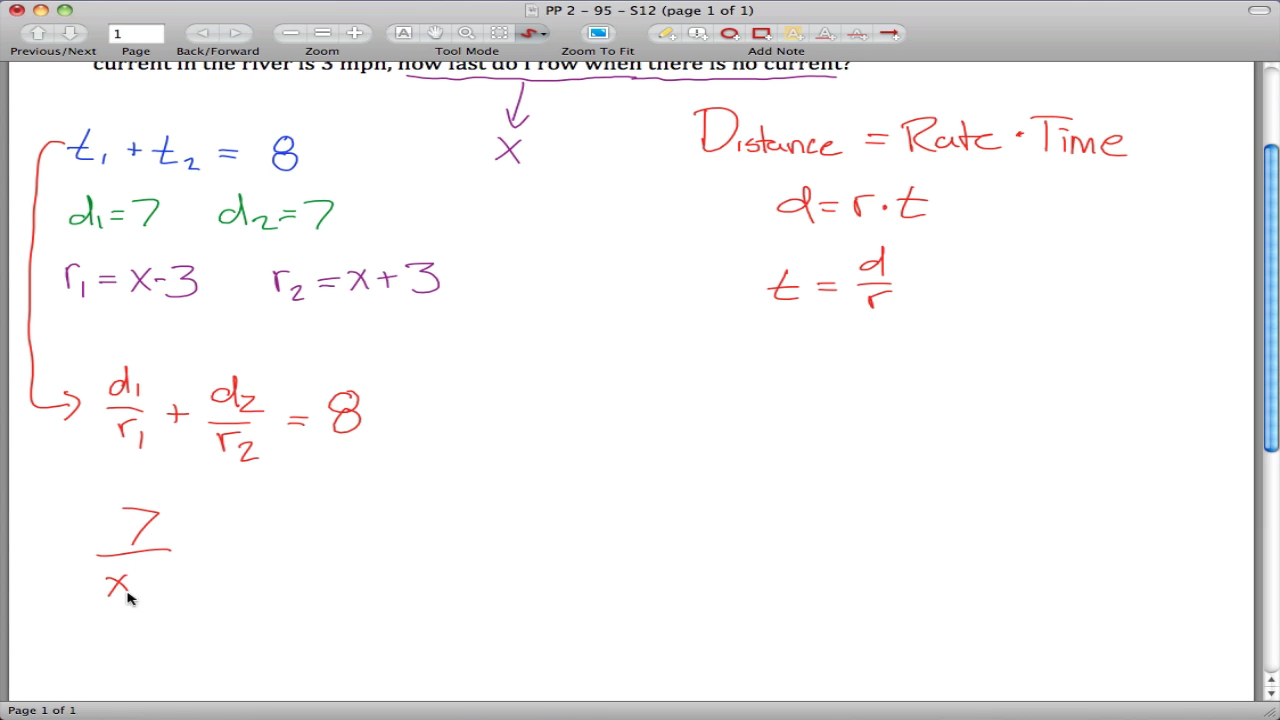 PP 2 - 95 - S12 (page 1 of 1)
1
Previous/Next Page Back/Forward Zoom Tool Mode Zoom To Fit Add Note
current in the river is 3 mph, how fast do I row when there is no current?
x
t₁ + t₂ = 8
d₁ = 7 d₂ = 7
r₁ = x - 3 r₂ = x + 3
Distance = Rate · Time
d = r · t
t = d/r
d₁/r₁ + d₂/r₂ = 8
7/x
Page 1 of 1